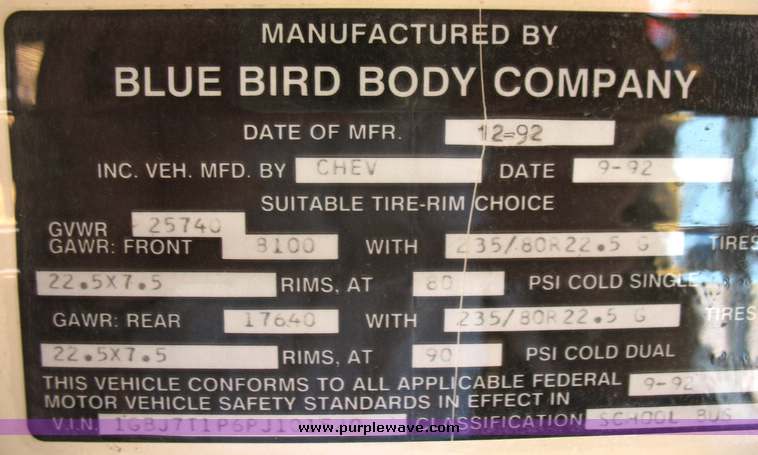 MANUFACTURED BY
BLUE BIRD BODY COMPANY
DATE OF MFR. 12-92
INC. VEH. MFD. BY CHEV DATE 9-92
SUITABLE TIRE-RIM CHOICE
GVWR 25740
GAWR: FRONT 8100 WITH 235/80R22.5 G TIRES
22.5X7.5 RIMS, AT 80 PSI COLD SINGLE
GAWR: REAR 17640 WITH 235/80R22.5 G TIRES
22.5X7.5 RIMS, AT 90 PSI COLD DUAL
THIS VEHICLE CONFORMS TO ALL APPLICABLE FEDERAL 9-92
MOTOR VEHICLE SAFETY STANDARDS IN EFFECT IN
V.I.N. CLASSIFICATION SCHOOL BUS
www.purplewave.com